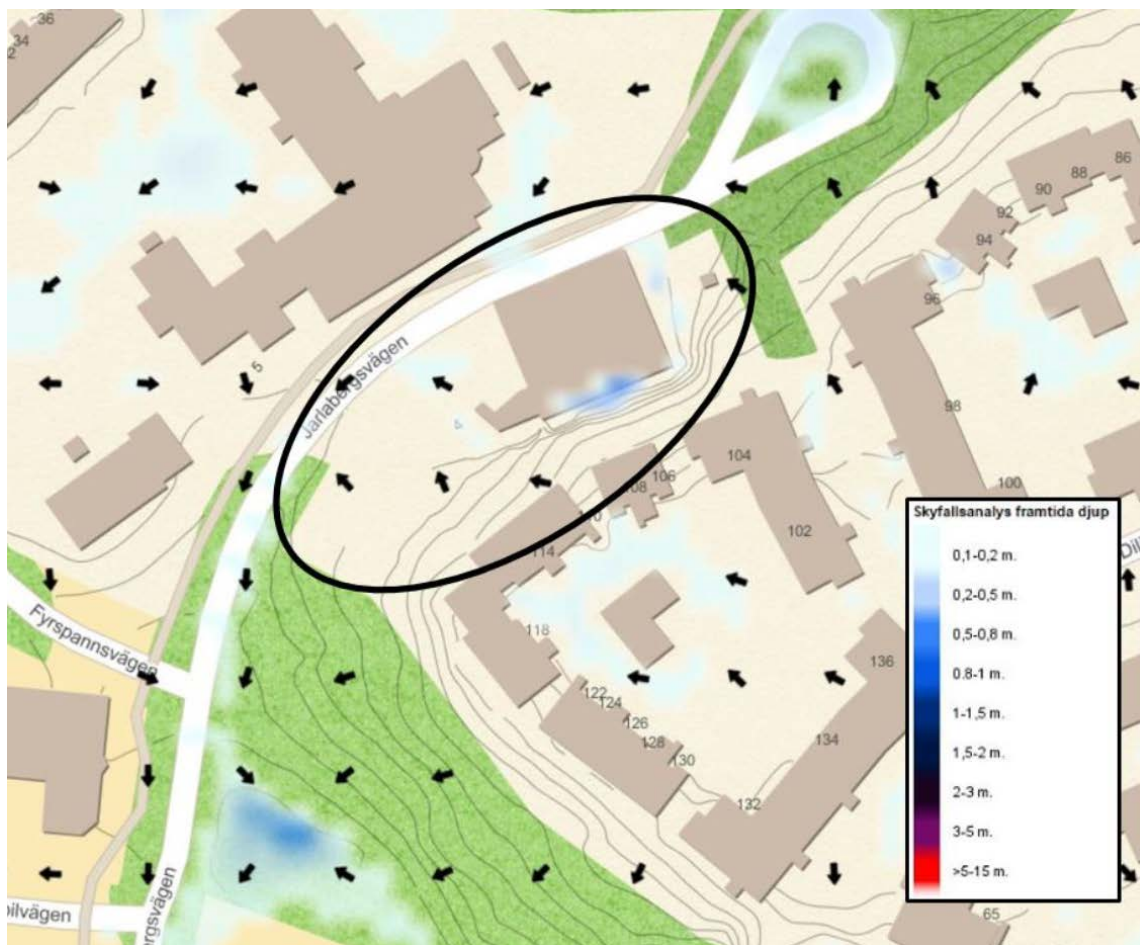 36
34
86
88
90
92
94
96
5
Jarlabergsvägen
98
104
106
108
100
102
114
118
Fyrspannsvägen
122
124
126
128
130
132
134
136
65
Skyfallsanalys framtida djup
0,1-0,2 m.
0,2-0,5 m.
0,5-0,8 m.
0.8-1 m.
1-1,5 m.
1,5-2 m.
2-3 m.
3-5 m.
>5-15 m.